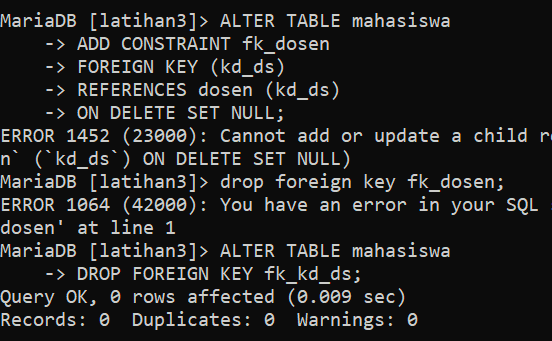 MariaDB [latihan3]> ALTER TABLE mahasiswa
    -> ADD CONSTRAINT fk_dosen
    -> FOREIGN KEY (kd_ds)
    -> REFERENCES dosen (kd_ds)
    -> ON DELETE SET NULL;
ERROR 1452 (23000): Cannot add or update a child
n` (`kd_ds`) ON DELETE SET NULL)
MariaDB [latihan3]> drop foreign key fk_dosen;
ERROR 1064 (42000): You have an error in your SQL
dosen' at line 1
MariaDB [latihan3]> ALTER TABLE mahasiswa
    -> DROP FOREIGN KEY fk_kd_ds;
Query OK, 0 rows affected (0.009 sec)
Records: 0  Duplicates: 0  Warnings: 0